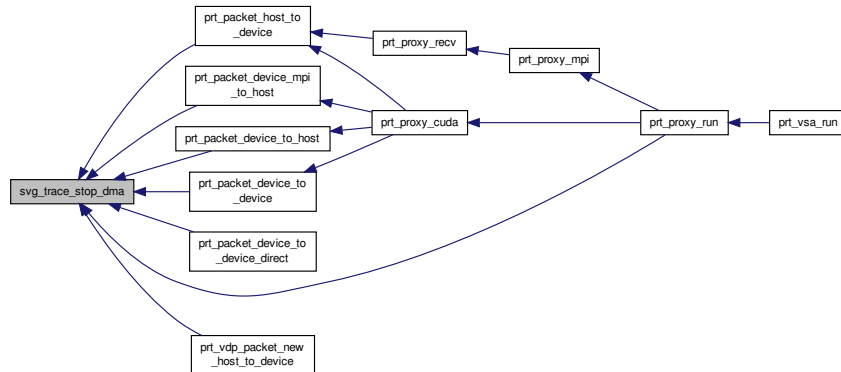 prt_packet_host_to
_device
prt_proxy_recv
prt_proxy_mpi
prt_packet_device_mpi
_to_host
prt_proxy_cuda
prt_proxy_run
prt_vsa_run
prt_packet_device_to_host
svg_trace_stop_dma
prt_packet_device_to
_device
prt_packet_device_to
_device_direct
prt_vdp_packet_new
_host_to_device